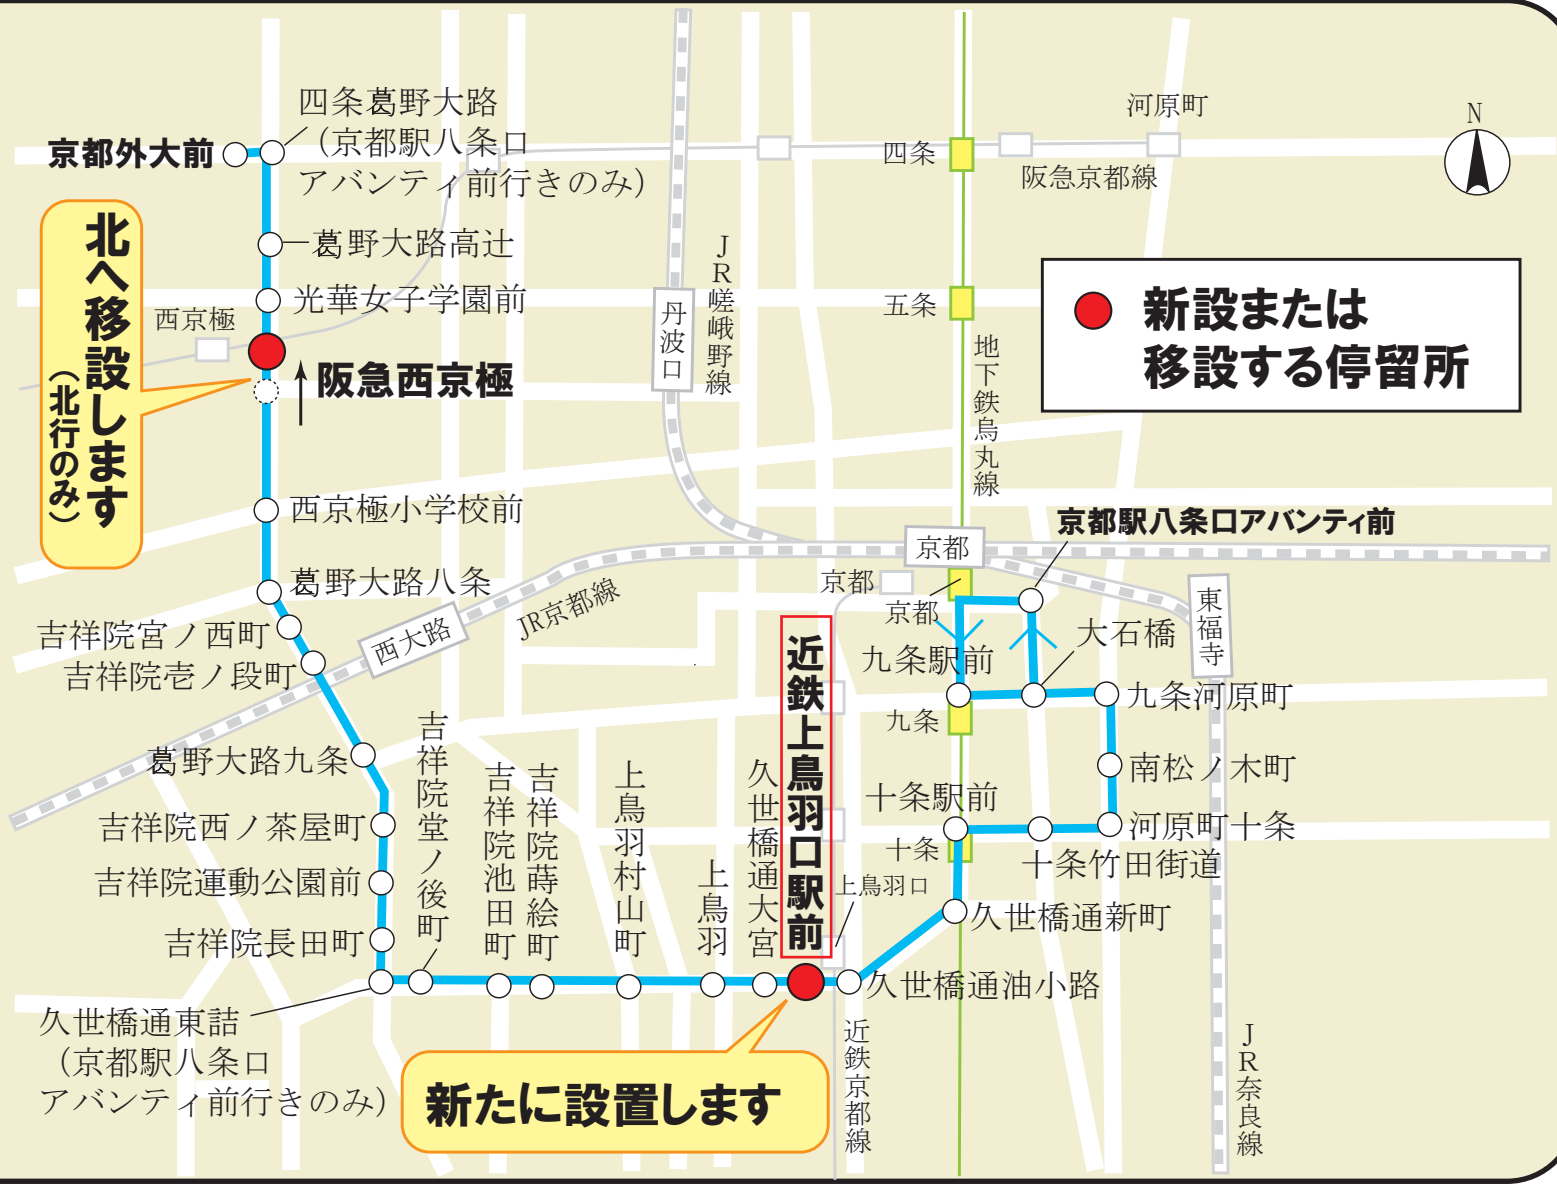 四条葛野大路
（京都駅八条口
アバンティ前行きのみ）
京都外大前
河原町
四条
阪急京都線
N
北へ移設します
（北行のみ）
葛野大路高辻
光華女子学園前
西京極
阪急西京極
丹波口
JR嵯峨野線
五条
地下鉄烏丸線
新設または
移設する停留所
西京極小学校前
京都駅八条口アバンティ前
京都
葛野大路八条
JR京都線
京都
京都
東福寺
吉祥院宮ノ西町
西大路
大石橋
吉祥院壱ノ段町
近鉄上鳥羽口駅前
九条駅前
九条河原町
九条
葛野大路九条
吉祥院堂ノ後町
吉祥院池田町
吉祥院蒔絵町
上鳥羽村山町
上鳥羽
久世橋通大宮
南松ノ木町
十条駅前
吉祥院西ノ茶屋町
河原町十条
十条
十条竹田街道
吉祥院運動公園前
上鳥羽口
久世橋通新町
吉祥院長田町
久世橋通油小路
久世橋通東詰
（京都駅八条口
アバンティ前行きのみ）
新たに設置します
近鉄京都線
JR奈良線